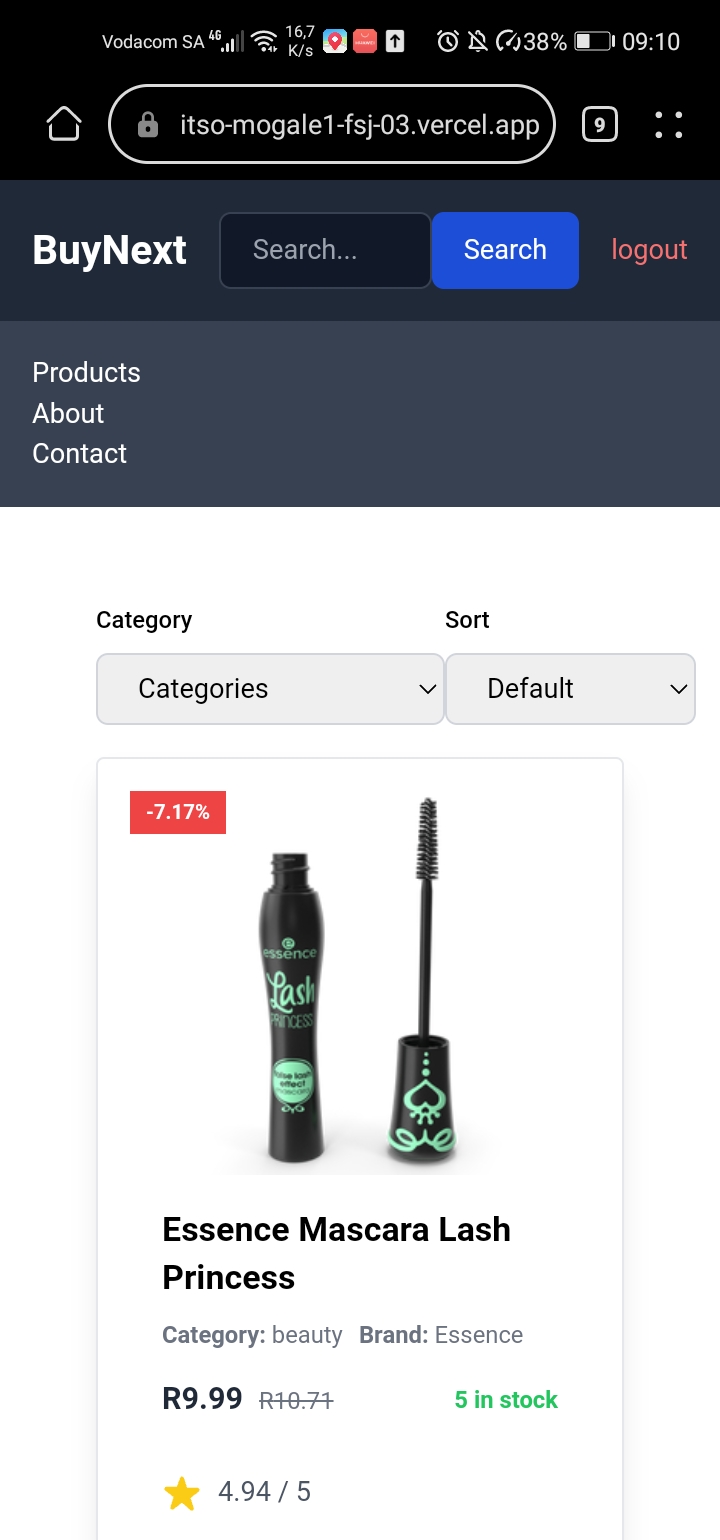 Vodacom SA 4G 16,7 K/s 38% 09:10
itso-mogale1-fsj-03.vercel.app 9
BuyNext Search... Search logout
Products
About
Contact
Category Sort
Categories Default
-7.17%
essence
Lash
PRINCESS
false lash
effect
mascara
Essence Mascara Lash
Princess
Category: beauty Brand: Essence
R9.99 R10.71 5 in stock
4.94 / 5